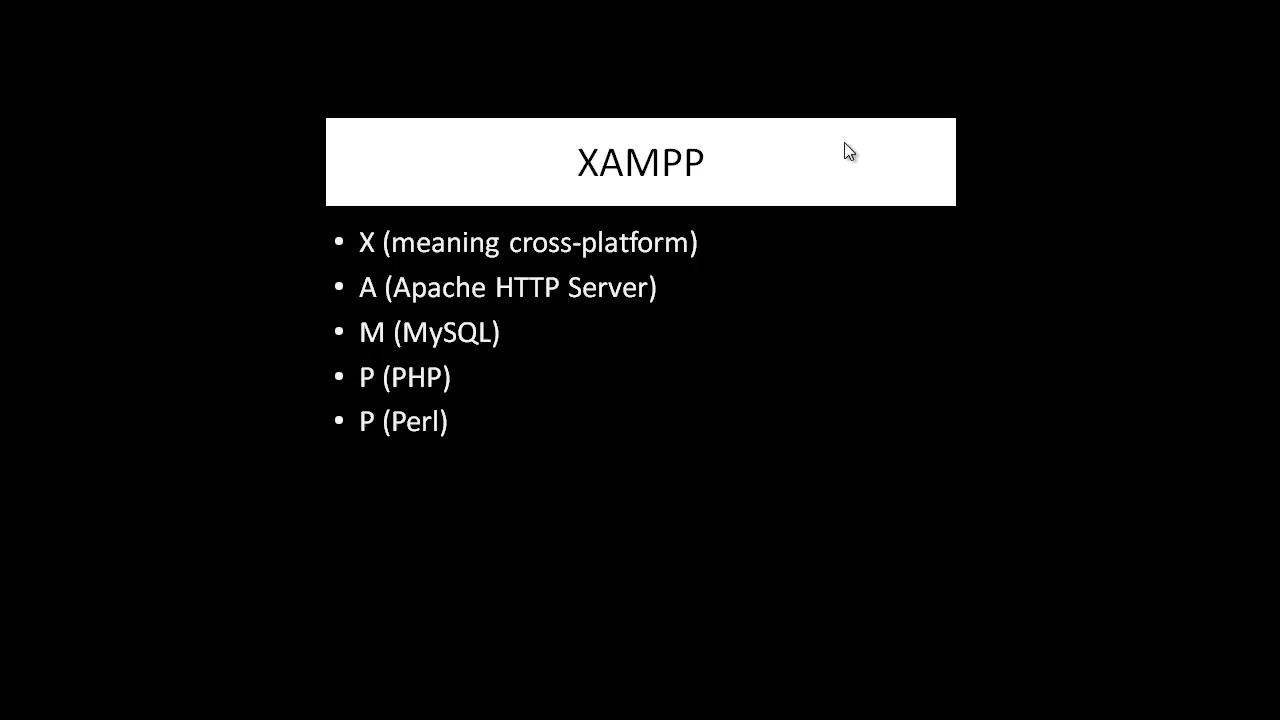 XAMPP
• X (meaning cross-platform)
• A (Apache HTTP Server)
• M (MySQL)
• P (PHP)
• P (Perl)